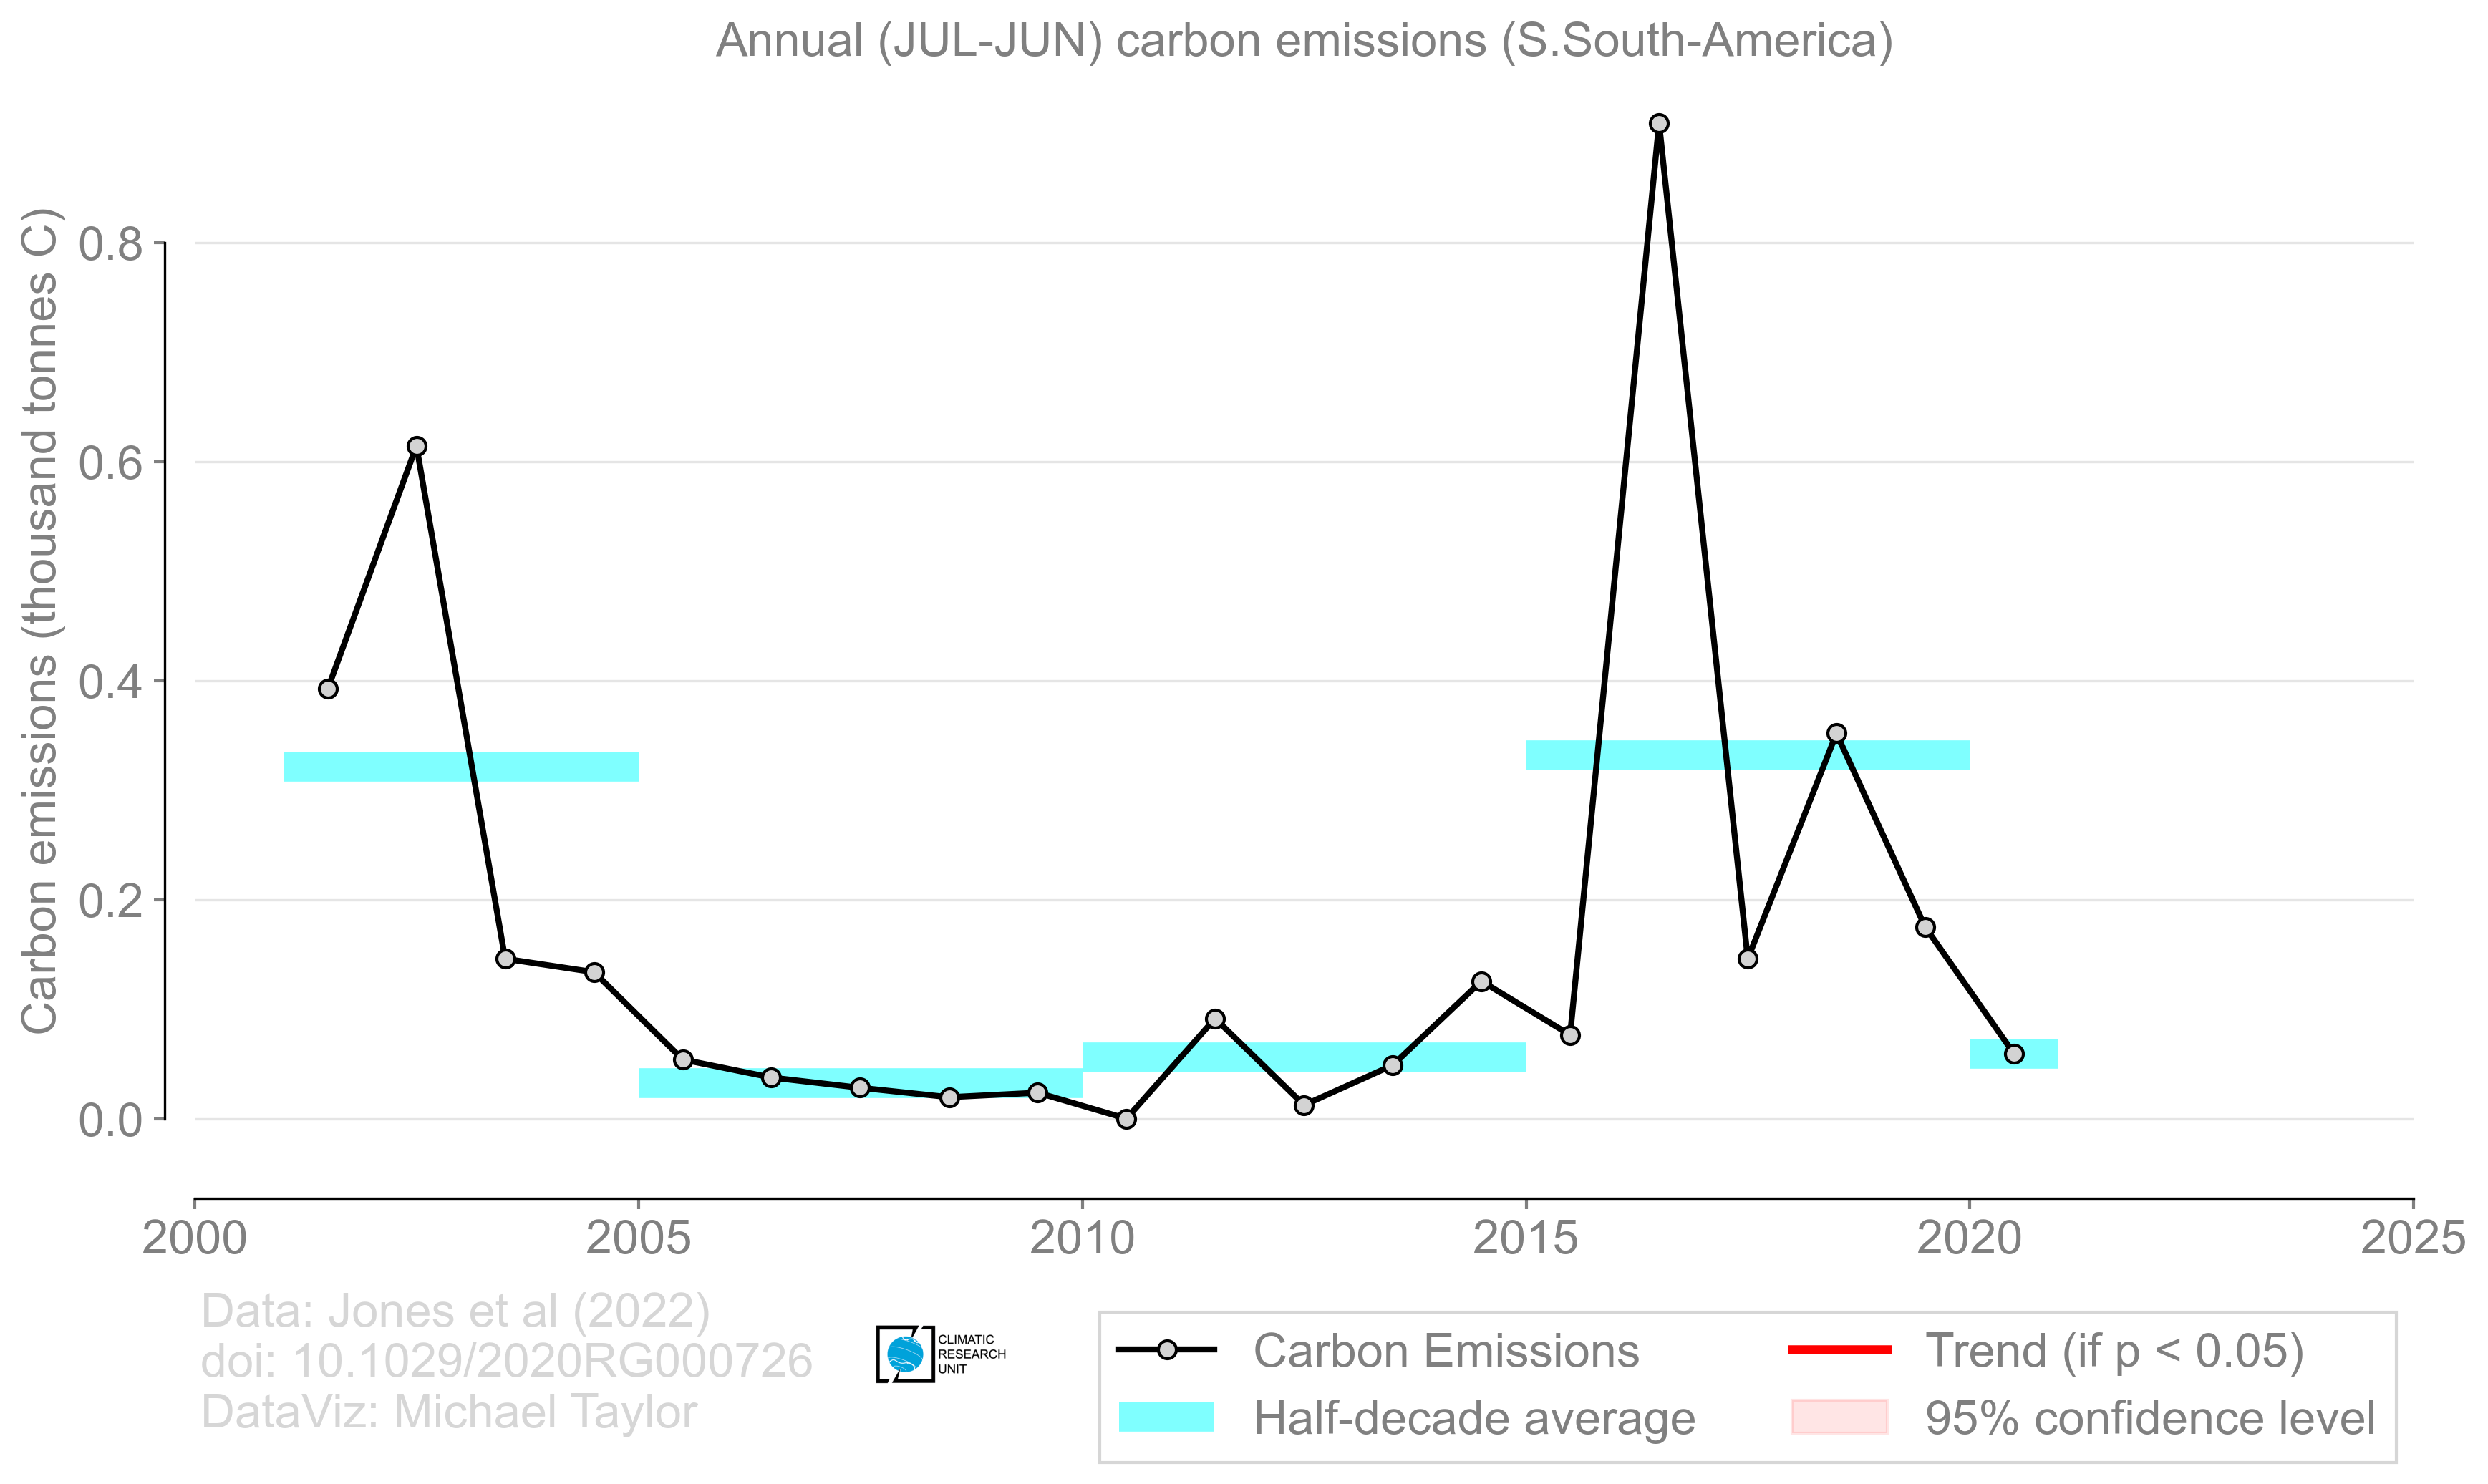 Annual (JUL-JUN) carbon emissions (S.South-America)
Carbon emissions (thousand tonnes C)
0.8
0.6
0.4
0.2
0.0
2000 2005 2010 2015 2020 2025
Data: Jones et al (2022)
doi: 10.1029/2020RG000726
DataViz: Michael Taylor
CLIMATIC
RESEARCH
UNIT
Carbon Emissions
Half-decade average
Trend (if p < 0.05)
95% confidence level